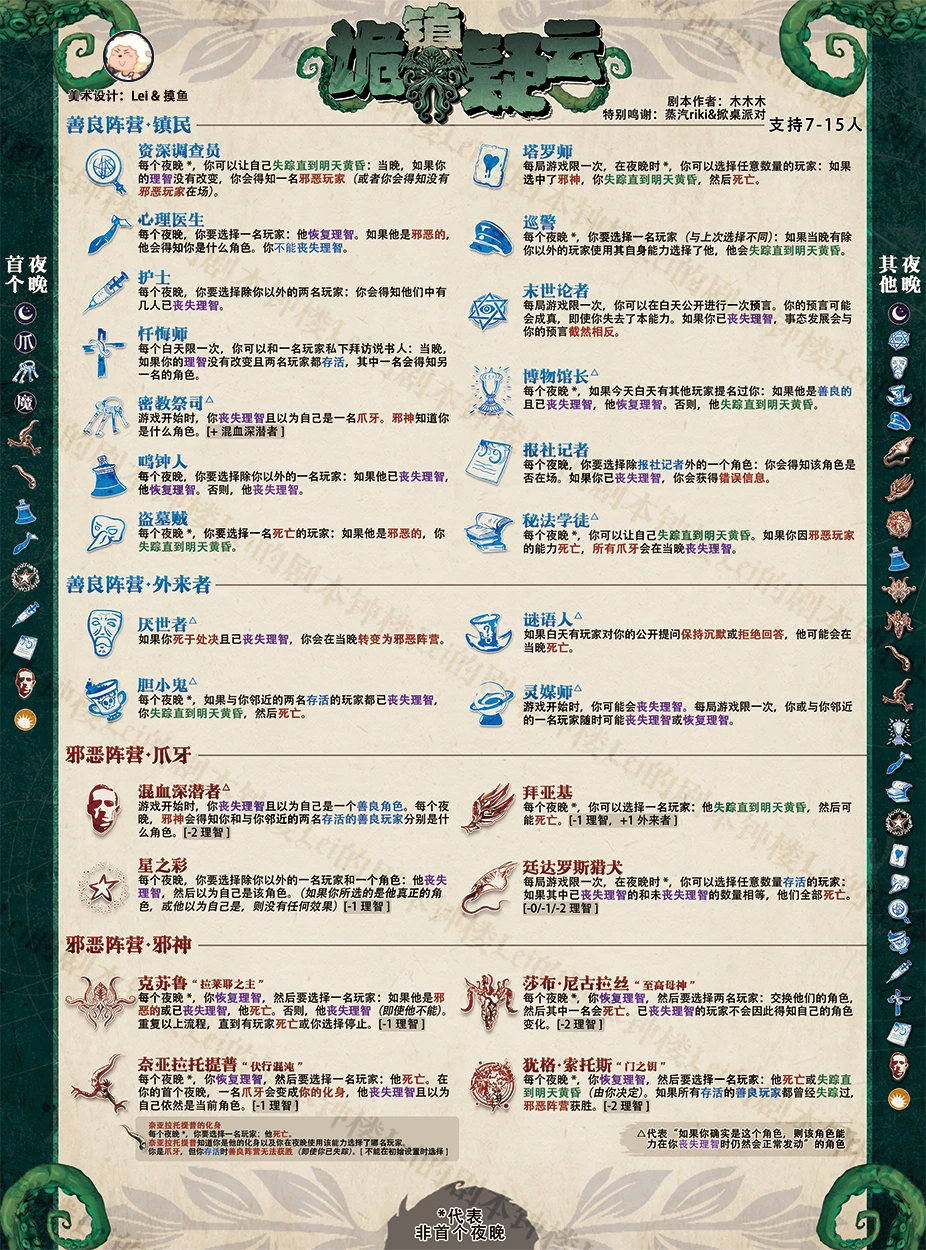 诡镇疑云
美术设计：Lei & 摸鱼
剧本作者：木木木
特别鸣谢：蒸汽riki&掀桌派对
支持7-15人
善良阵营·镇民
资深调查员
每个夜晚*，你可以让自己失踪直到明天黄昏：当晚，如果你
的理智没有改变，你会得知一名邪恶玩家（或者你会得知没有
邪恶玩家在场）。
心理医生
每个夜晚，你要选择一名玩家：他恢复理智。如果他是邪恶的，
他会得知你是什么角色。你不能丧失理智。
护士
每个夜晚，你要选择除你以外的两名玩家：你会得知他们中有
几人已丧失理智。
忏悔师
每个白天限一次，你可以和一名玩家私下拜访说书人：当晚，
如果你的理智没有改变且两名玩家都存活，其中一名会得知另
一名的角色。
密教祭司△
游戏开始时，你丧失理智且以为自己是一名爪牙。邪神知道你
是什么角色。[+ 混血深潜者 ]
鸣钟人
每个夜晚，你要选择除你以外的一名玩家：如果他已丧失理智，
他恢复理智。否则，他丧失理智。
盗墓贼
每个夜晚*，你要选择一名死亡的玩家：如果他是邪恶的，你
失踪直到明天黄昏。
塔罗师
每局游戏限一次，在夜晚时*，你可以选择任意数量的玩家：如果
选中了邪神，你失踪直到明天黄昏，然后死亡。
巡警
每个夜晚*，你要选择一名玩家（与上次选择不同）：如果当晚有除
你以外的玩家使用其自身能力选择了他，他会失踪直到明天黄昏。
末世论者
每局游戏限一次，你可以在白天公开进行一次预言。你的预言可能
会成真，即使你失去了本能力。如果你已丧失理智，事态发展会与
你的预言截然相反。
博物馆长△
每个夜晚*，如果今天白天有其他玩家提名过你：如果他是善良的
且已丧失理智，他恢复理智。否则，他失踪直到明天黄昏。
报社记者
每个夜晚，你要选择除报社记者外的一个角色：你会得知该角色是
否在场。如果你已丧失理智，你会获得错误信息。
秘法学徒△
每个夜晚*，你可以让自己失踪直到明天黄昏。如果你因邪恶玩家
的能力死亡，所有爪牙会在当晚丧失理智。
善良阵营·外来者
厌世者△
如果你死于处决且已丧失理智，你会在当晚转变为邪恶阵营。
胆小鬼△
每个夜晚*，如果与你邻近的两名存活的玩家都已丧失理智，
你失踪直到明天黄昏，然后死亡。
谜语人△
如果白天有玩家对你的公开提问保持沉默或拒绝回答，他可能会在
当晚死亡。
灵媒师△
游戏开始时，你可能会丧失理智。每局游戏限一次，你或与你邻近
的一名玩家随时可能丧失理智或恢复理智。
邪恶阵营·爪牙
混血深潜者△
游戏开始时，你丧失理智且以为自己是一个善良角色。每个夜
晚，邪神会得知你和与你邻近的两名存活的善良玩家分别是什
么角色。[-2 理智 ]
星之彩
每个夜晚，你要选择除你以外的一名玩家和一个角色：他丧失
理智，然后以为自己是该角色。（如果你所选的是他真正的角
色，或他以为自己是，则没有任何效果）[-1 理智 ]
拜亚基
每个夜晚*，你可以选择一名玩家：他失踪直到明天黄昏，然后可
能死亡。[-1 理智，+1 外来者 ]
廷达罗斯猎犬
每局游戏限一次，在夜晚时*，你可以选择任意数量存活的玩家：
如果其中已丧失理智的和未丧失理智的数量相等，他们全部死亡。
[-0/-1/-2 理智 ]
邪恶阵营·邪神
克苏鲁“拉莱耶之主”
每个夜晚*，你恢复理智，然后要选择一名玩家：如果他是邪
恶的或已丧失理智，他死亡。否则，他丧失理智（即使他不能）。
重复以上流程，直到有玩家死亡或你选择停止。[-1 理智 ]
奈亚拉托提普“伏行混沌”
每个夜晚*，你恢复理智，然后要选择一名玩家：他死亡。在
你的首个夜晚，一名爪牙会变成你的化身，他丧失理智且以为
自己依然是当前角色。[-1 理智 ]
奈亚拉托提普的化身
每个夜晚*，你要选择一名玩家：他死亡。
奈亚拉托提普知道你是他的化身以及你在夜晚使用该能力选择了哪名玩家。
你是爪牙，但你存活时善良阵营无法获胜（即使你已失踪）。[ 不能在初始设置时选择 ]
莎布·尼古拉丝“至高母神”
每个夜晚*，你恢复理智，然后要选择两名玩家：交换他们的角色，
然后其中一名会死亡。已丧失理智的玩家不会因此得知自己的角色
变化。[-2 理智 ]
犹格·索托斯“门之钥”
每个夜晚*，你恢复理智，然后要选择一名玩家：他死亡或失踪直
到明天黄昏（由你决定）。如果所有存活的善良玩家都曾经失踪过，
邪恶阵营获胜。[-2 理智 ]
△代表“如果你确实是这个角色，则该角色能
力在你丧失理智时仍然会正常发动”的角色
*代表
非首个夜晚
首个夜晚
爪
魔
其他夜晚